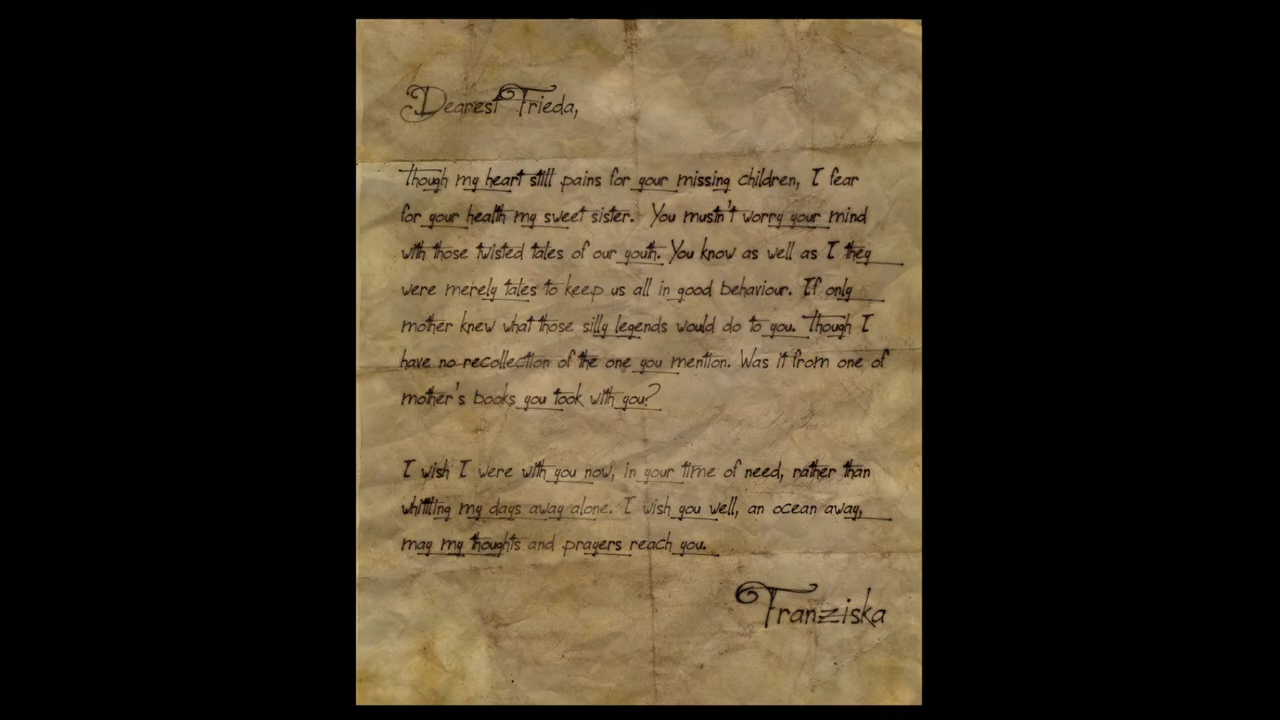 Dearest Frieda,
Though my heart still pains for your missing children, I fear
for your health my sweet sister. You mustn't worry your mind
with those twisted tales of our youth. You know as well as I they
were merely tales to keep us all in good behaviour. If only
mother knew what those silly legends would do to you. Though I
have no recollection of the one you mention. Was it from one of
mother's books you took with you?
I wish I were with you now, in your time of need, rather than
whittling my days away alone. I wish you well, an ocean away,
may my thoughts and prayers reach you.
Franziska